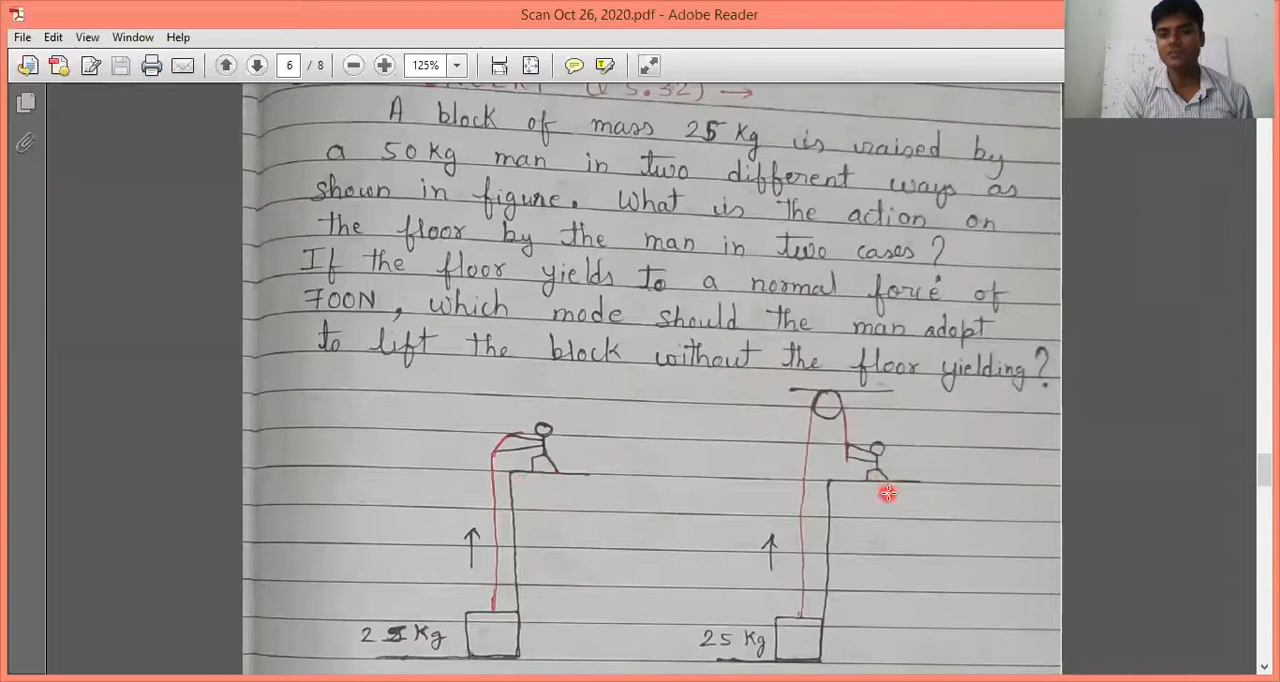 Scan Oct 26, 2020.pdf - Adobe Reader
File Edit View Window Help
6 / 8 125%
(v 5.32) →
A block of mass 25 Kg is raised by
a 50 Kg man in two different ways as
shown in figure. What is the action on
the floor by the man in two cases?
If the floor yields to a normal force of
700N, which mode should the man adopt
to lift the block without the floor yielding?
25 Kg
25 Kg